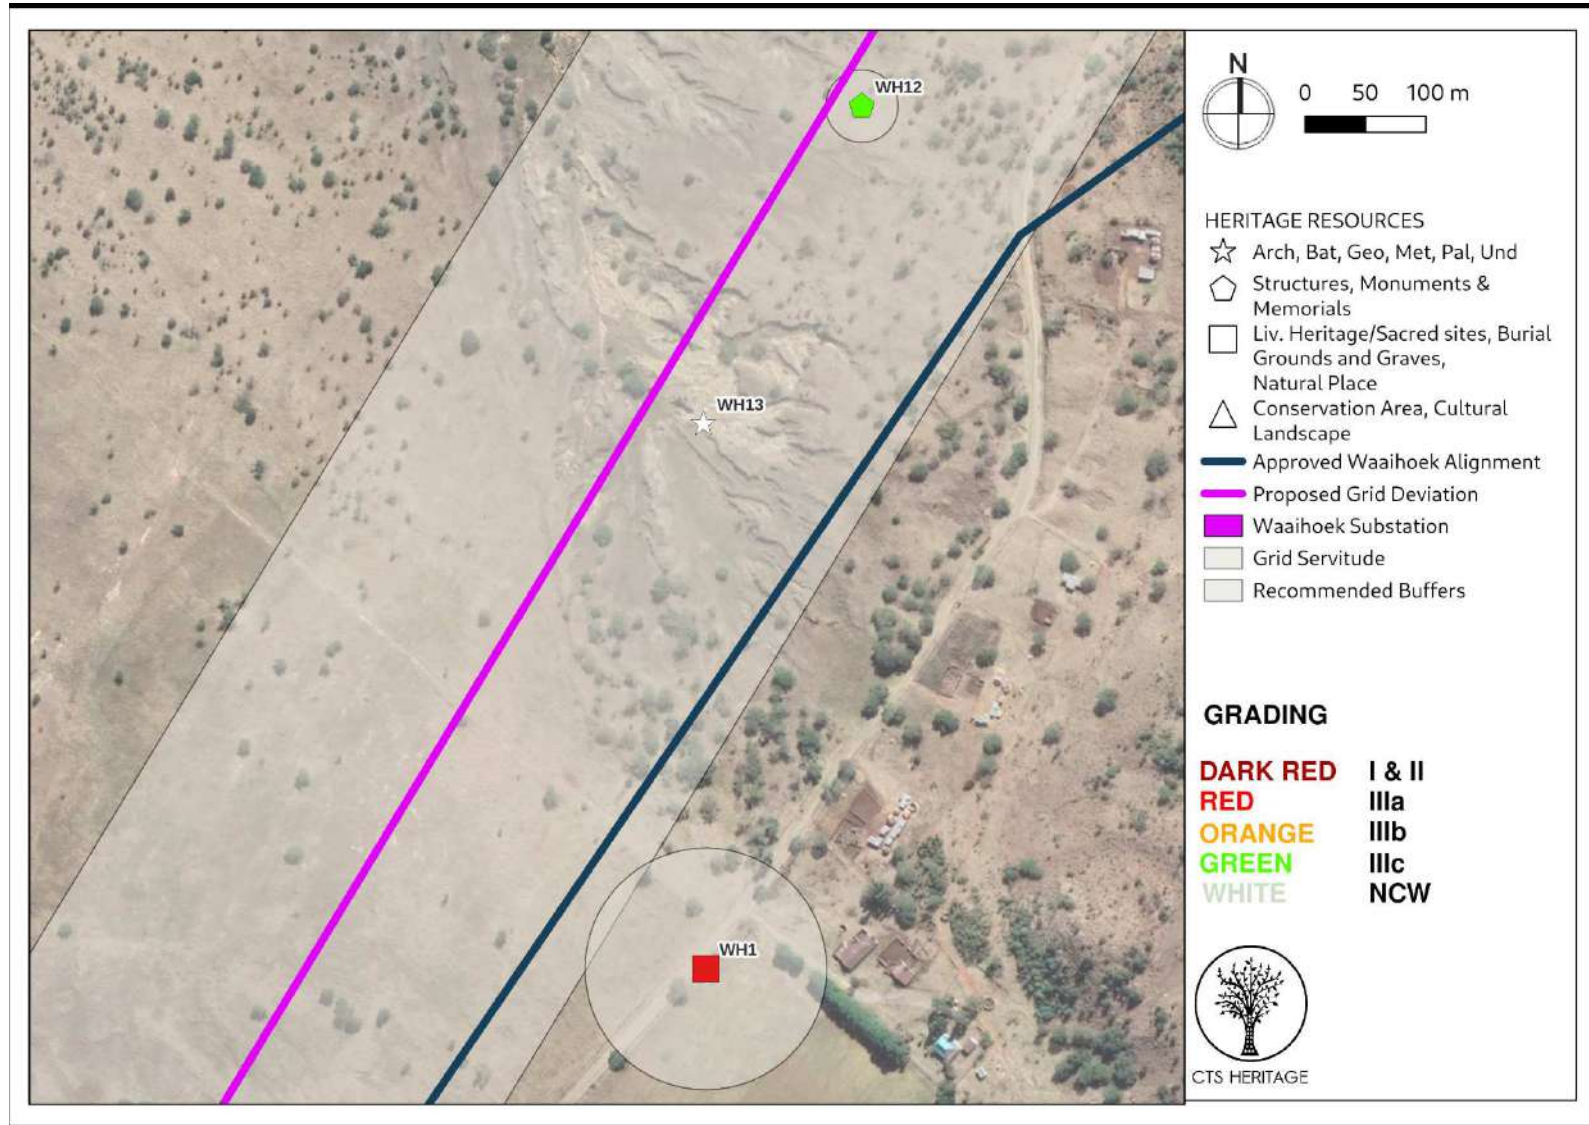 WH12
WH13
WH1
N
0 50 100 m
HERITAGE RESOURCES
Arch, Bat, Geo, Met, Pal, Und
Structures, Monuments &
Memorials
Liv. Heritage/Sacred sites, Burial
Grounds and Graves,
Natural Place
Conservation Area, Cultural
Landscape
Approved Waaihoek Alignment
Proposed Grid Deviation
Waaihoek Substation
Grid Servitude
Recommended Buffers
GRADING
DARK RED I & II
RED IIIa
ORANGE IIIb
GREEN IIIc
WHITE NCW
CTS HERITAGE